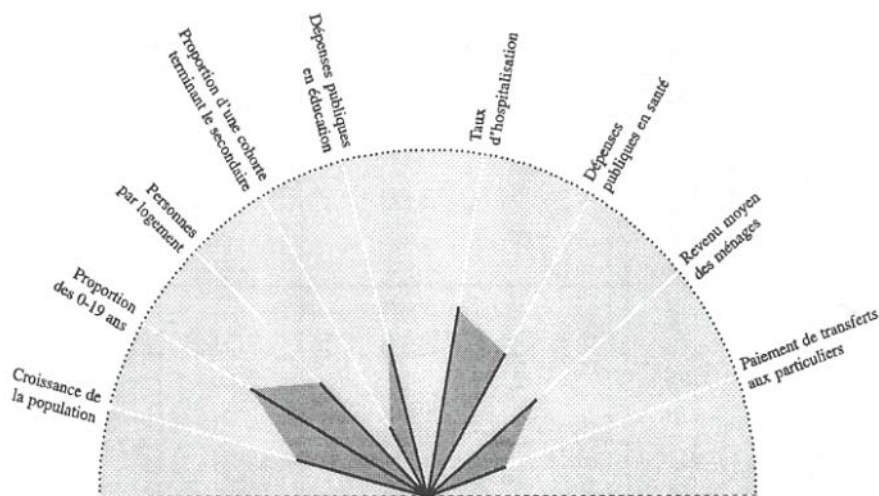 Croissance de
la population
Proportion
des 0-19 ans
Personnes
par logement
Proportion d'une cohorte
terminant le secondaire
Dépenses publiques
en éducation
Taux
d'hospitalisation
Dépenses
publiques en santé
Revenu moyen
des ménages
Paiement de transferts
aux particuliers